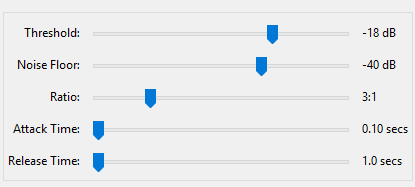 Threshold: -18 dB
Noise Floor: -40 dB
Ratio: 3:1
Attack Time: 0.10 secs
Release Time: 1.0 secs